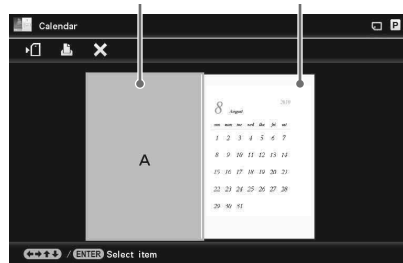 Calendar
P
A
8 August 2010
sun mon tue wed thu fri sat
1 2 3 4 5 6 7
8 9 10 11 12 13 14
15 16 17 18 19 20 21
22 23 24 25 26 27 28
29 30 31
/ ENTER Select item